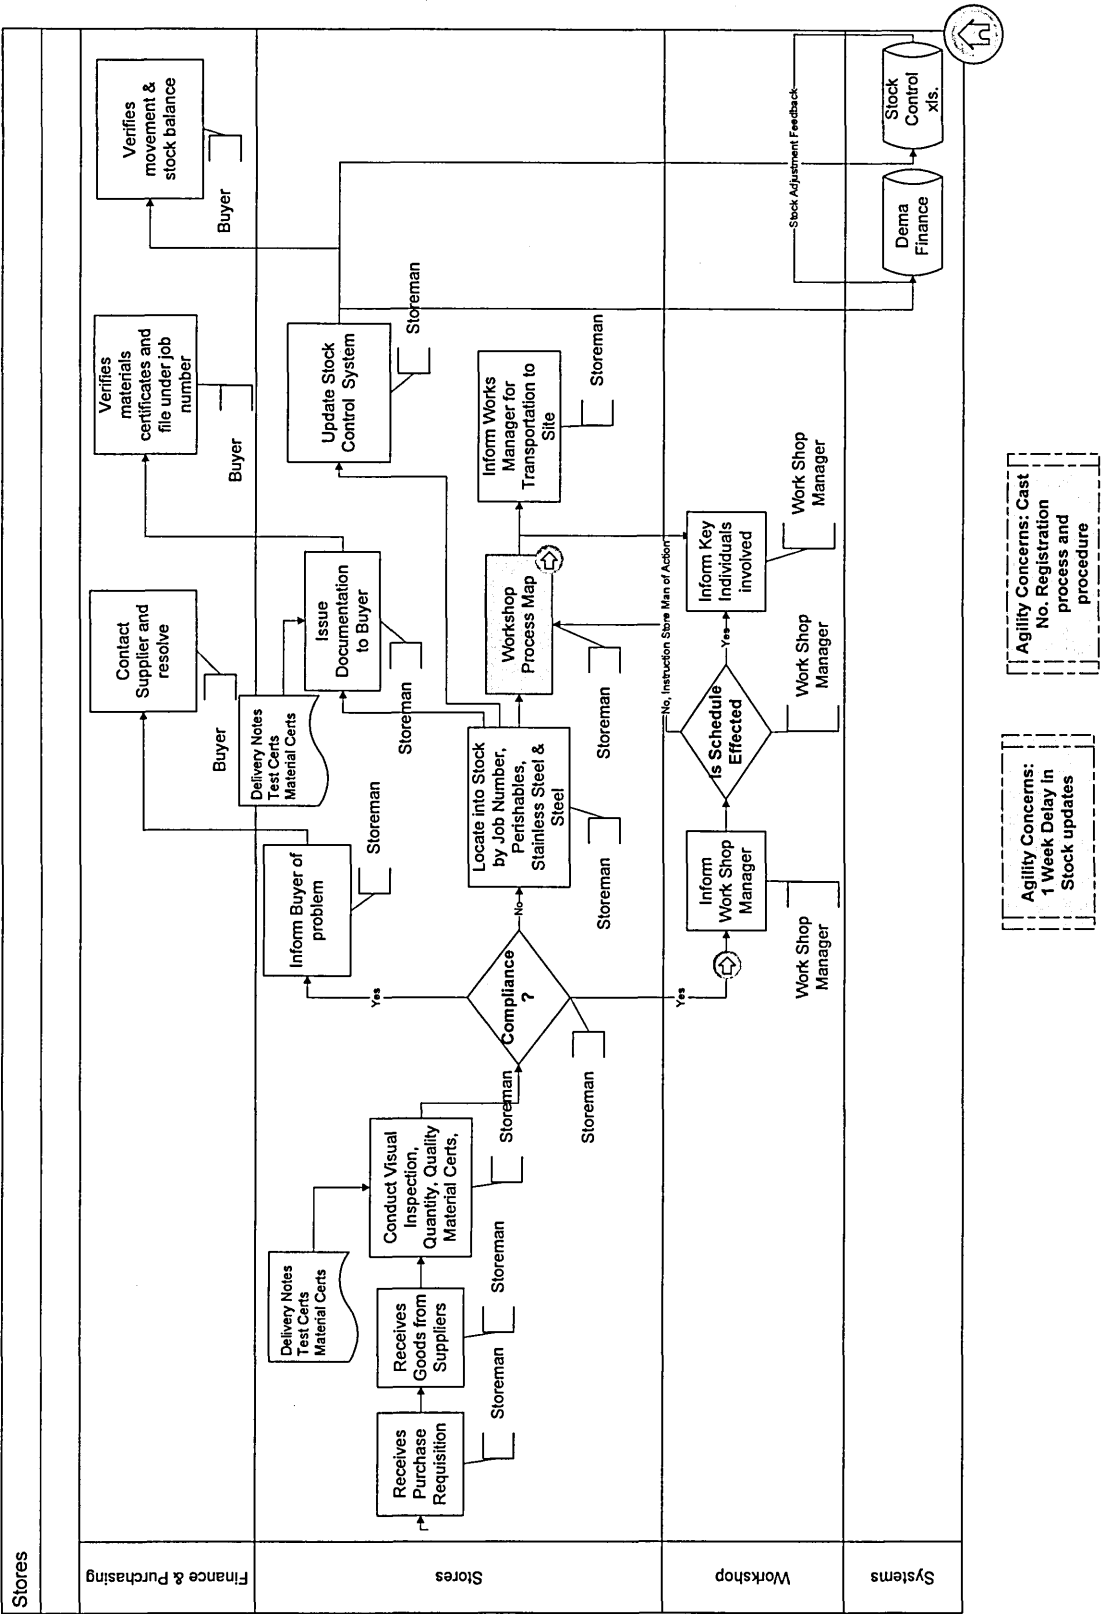 Stores
Finance & Purchasing
Stores
Workshop
Systems
Receives
Purchase
Requisition
Storeman
Receives
Goods from
Suppliers
Storeman
Delivery Notes
Test Certs
Material Certs
Conduct Visual
Inspection,
Quantity, Quality
Material Certs,
Storeman
Compliance
?
Storeman
Yes
Yes
No
Inform Buyer of
problem
Storeman
Contact
Supplier and
resolve
Buyer
Delivery Notes
Test Certs
Material Certs
Issue
Documentation
to Buyer
Storeman
Verifies
materials
certificates and
file under job
number
Buyer
Locate into Stock
by Job Number,
Perishables,
Stainless Steel &
Steel
Storeman
Update Stock
Control System
Storeman
Verifies
movement &
stock balance
Buyer
Workshop
Process Map
Storeman
Inform Works
Manager for
Transportation to
Site
Storeman
Inform
Work Shop
Manager
Work Shop
Manager
Is Schedule
Effected
Work Shop
Manager
No, Instruction Store Man of Action
Yes
Inform Key
Individuals
involved
Work Shop
Manager
Stock Adjustment Feedback
Dema
Finance
Stock
Control
xls.
Agility Concerns:
1 Week Delay in
Stock updates
Agility Concerns: Cast
No. Registration
process and
procedure